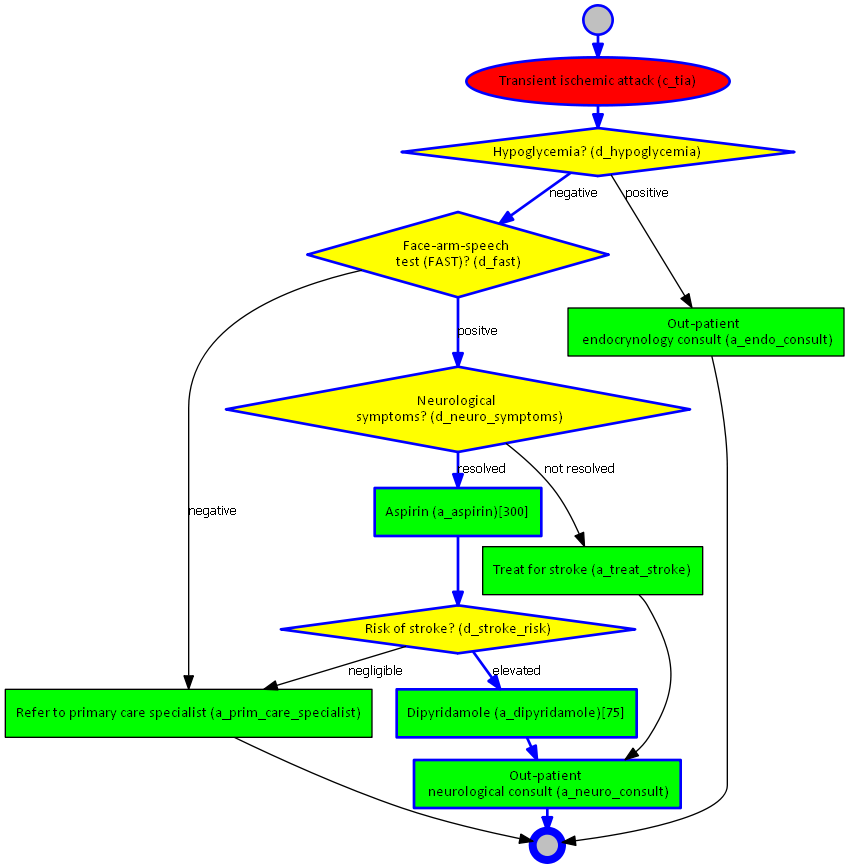 Transient ischemic attack (c_tia)
Hypoglycemia? (d_hypoglycemia)
negative
positive
Face-arm-speech
test (FAST)? (d_fast)
positve
Out-patient
endocrynology consult (a_endo_consult)
Neurological
symptoms? (d_neuro_symptoms)
resolved
not resolved
negative
Aspirin (a_aspirin)[300]
Treat for stroke (a_treat_stroke)
Risk of stroke? (d_stroke_risk)
negligible
elevated
Refer to primary care specialist (a_prim_care_specialist)
Dipyridamole (a_dipyridamole)[75]
Out-patient
neurological consult (a_neuro_consult)